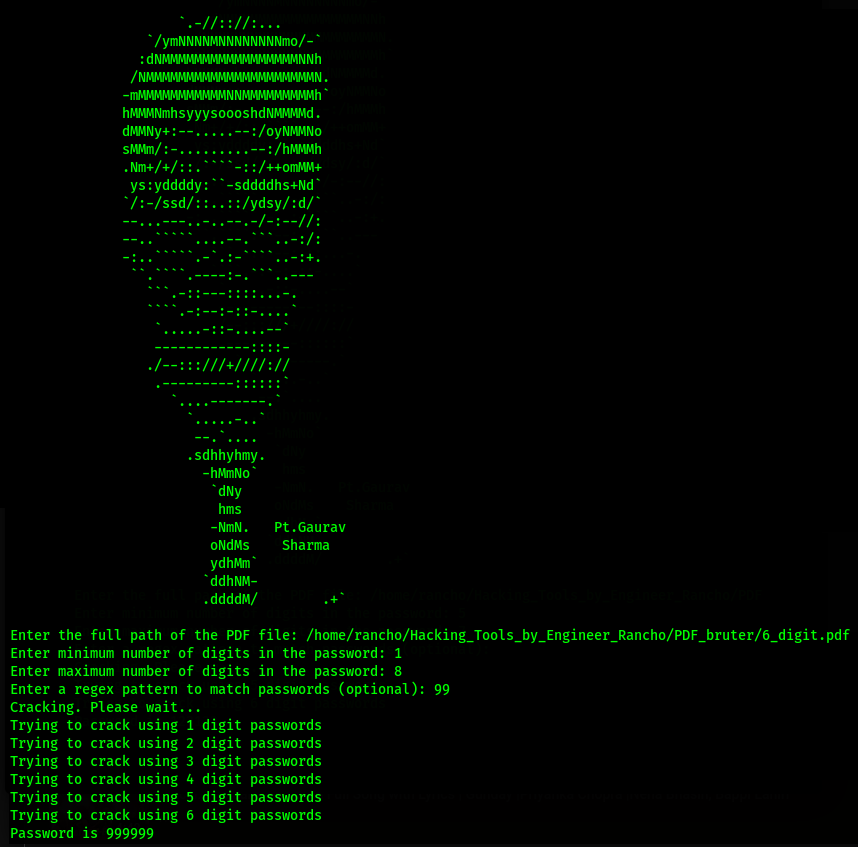 `.-//:://:...
`/ymNNNNMNNNNNNNNmo/-`
:dNMMMMMMMMMMMMMMMMMNNh
/NMMMMMMMMMMMMMMMMMMMMMN.
-mMMMMMMMMMMMNNMMMMMMMMMh`
hMMMNmhsyyysoooshdNMMMMd.
dMMNy+:--.....--:/oyNMMNo
sMMm/:-.........--:/hMMMh
.Nm+/+/::.````-::/++omMM+
ys:yddddy:``-sddddhs+Nd`
`/:-/ssd/::..::/ydsy/:d/`
--...---..-..--.-/-:--//:
--..`````....--.```..-:/:
-:..`````.-`.:-````..-:+.
``.````.----:-.```..---
```.-::---::::...-.
````.-:--:-::-....`
`.....-::-....--`
------------::::-
./--:::///+////://
.---------::::::`
`....-------.`
`.....-..`
--.`....
.sdhhyhmy.
-hMmNo`
`dNy
hms
-NmN.   Pt.Gaurav
oNdMs    Sharma
ydhMm`
`ddhNM-
.ddddM/        .+`
Enter the full path of the PDF file: /home/rancho/Hacking_Tools_by_Engineer_Rancho/PDF_bruter/6_digit.pdf
Enter minimum number of digits in the password: 1
Enter maximum number of digits in the password: 8
Enter a regex pattern to match passwords (optional): 99
Cracking. Please wait...
Trying to crack using 1 digit passwords
Trying to crack using 2 digit passwords
Trying to crack using 3 digit passwords
Trying to crack using 4 digit passwords
Trying to crack using 5 digit passwords
Trying to crack using 6 digit passwords
Password is 999999